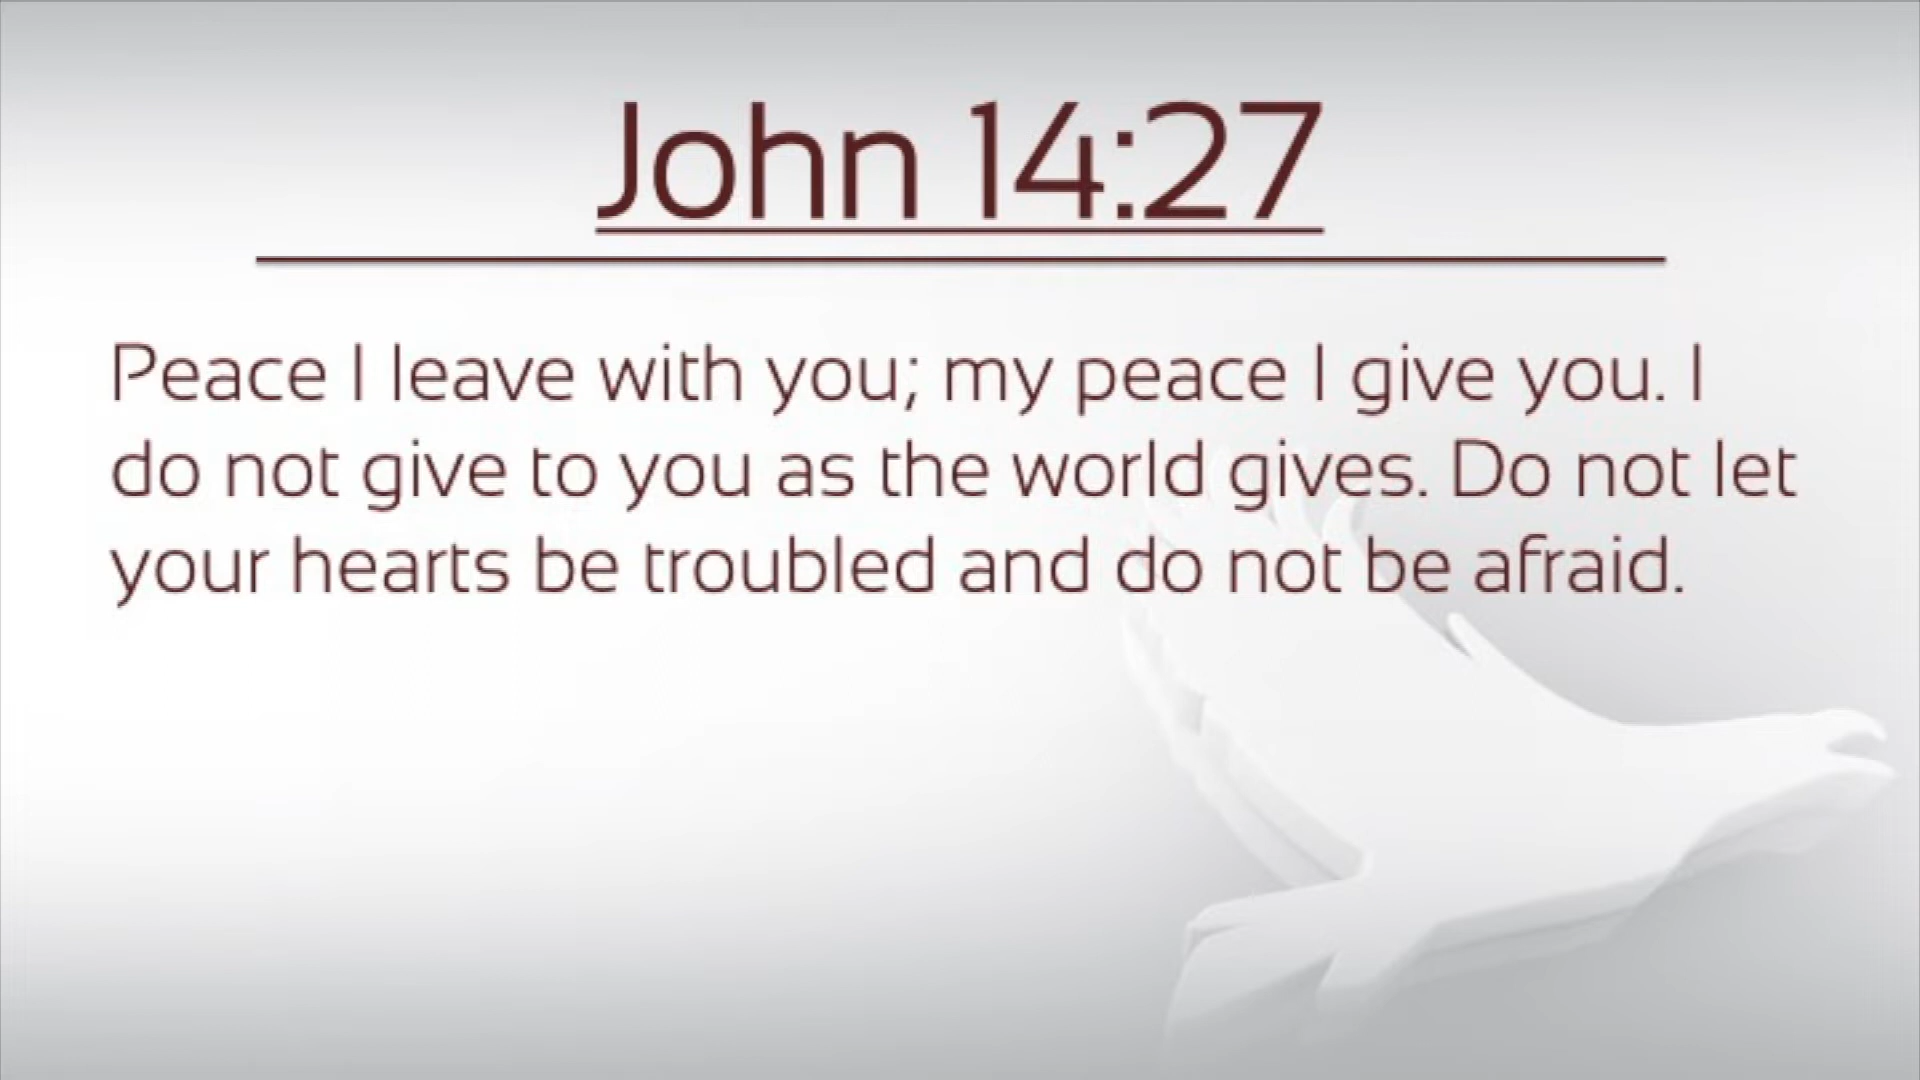 John 14:27
Peace I leave with you; my peace I give you. I
do not give to you as the world gives. Do not let
your hearts be troubled and do not be afraid.